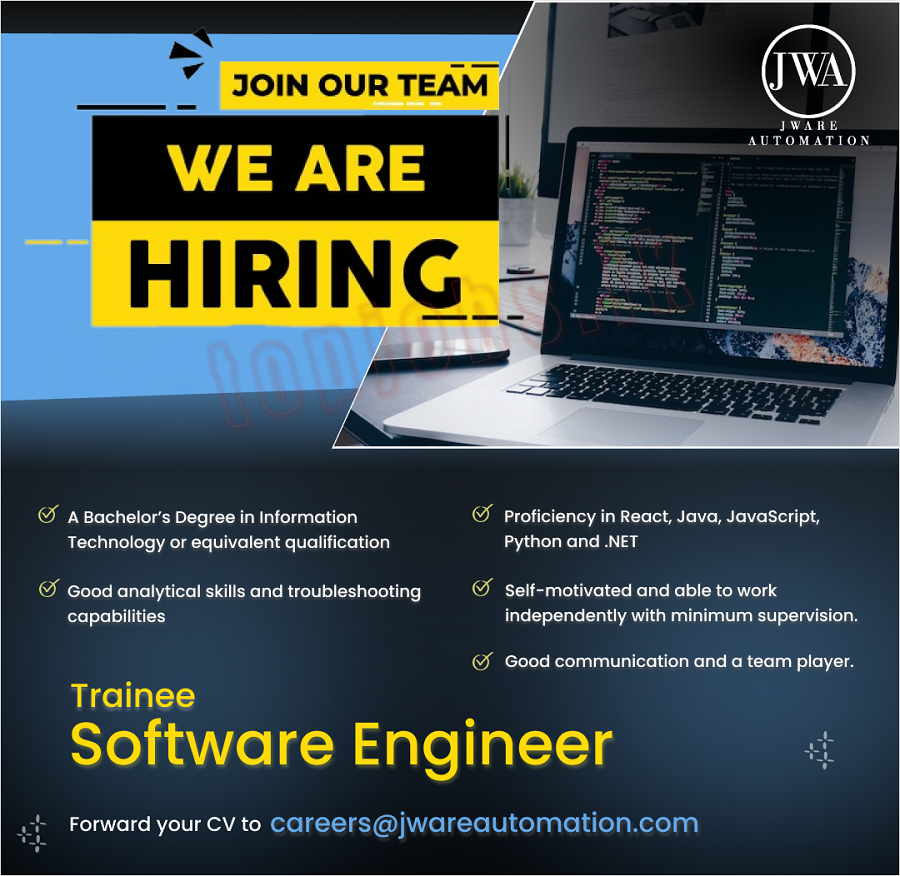 JOIN OUR TEAM
WE ARE
HIRING
JWA
JWARE
AUTOMATION
topjobs.lk
A Bachelor's Degree in Information
Technology or equivalent qualification
Good analytical skills and troubleshooting
capabilities
Proficiency in React, Java, JavaScript,
Python and .NET
Self-motivated and able to work
independently with minimum supervision.
Good communication and a team player.
Trainee
Software Engineer
Forward your CV to careers@jwareautomation.com